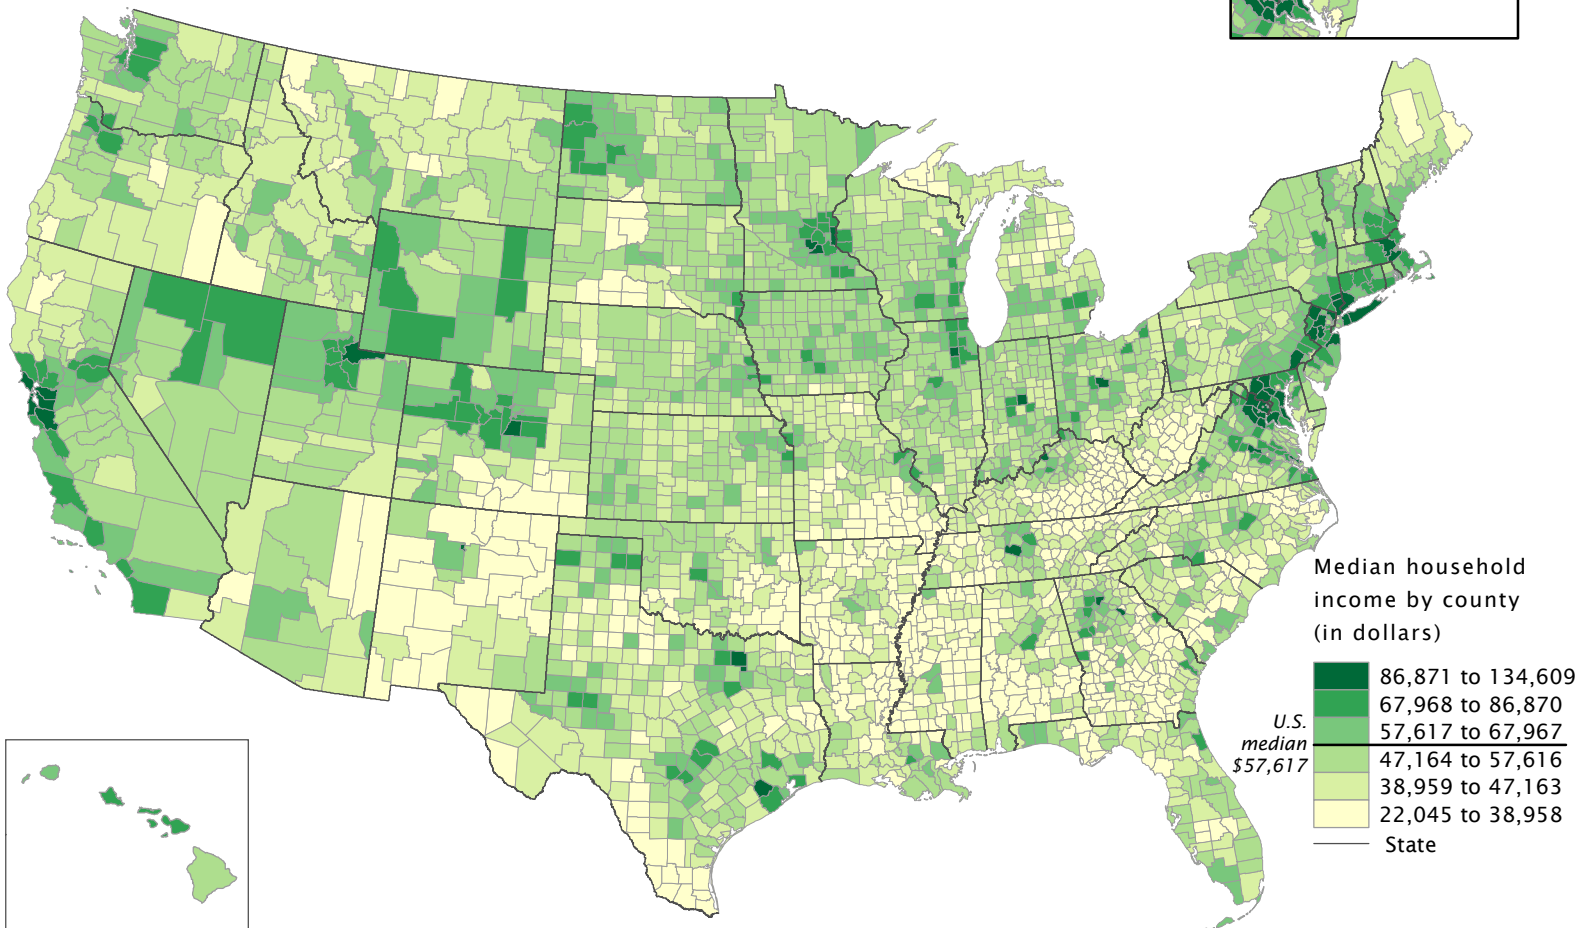 Median household
income by county
(in dollars)
86,871 to 134,609
67,968 to 86,870
57,617 to 67,967
U.S.
median
$57,617
47,164 to 57,616
38,959 to 47,163
22,045 to 38,958
State